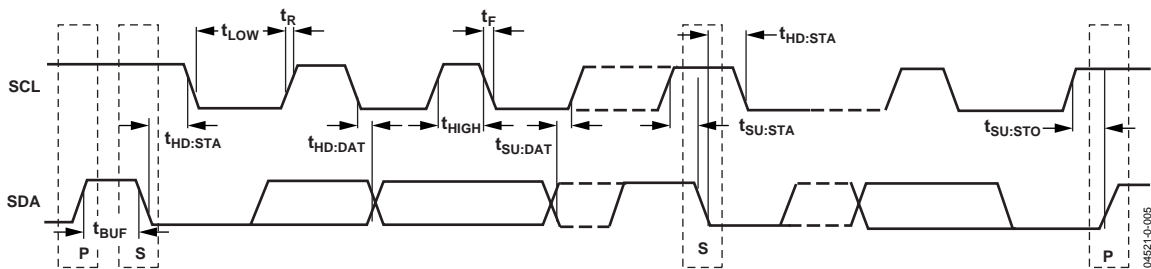 tR
tF
tLOW
tHD:STA
SCL
tHD:STA
tHD:DAT
tHIGH
tSU:DAT
tSU:STA
tSU:STO
SDA
tBUF
P
S
S
P
04521-0-005